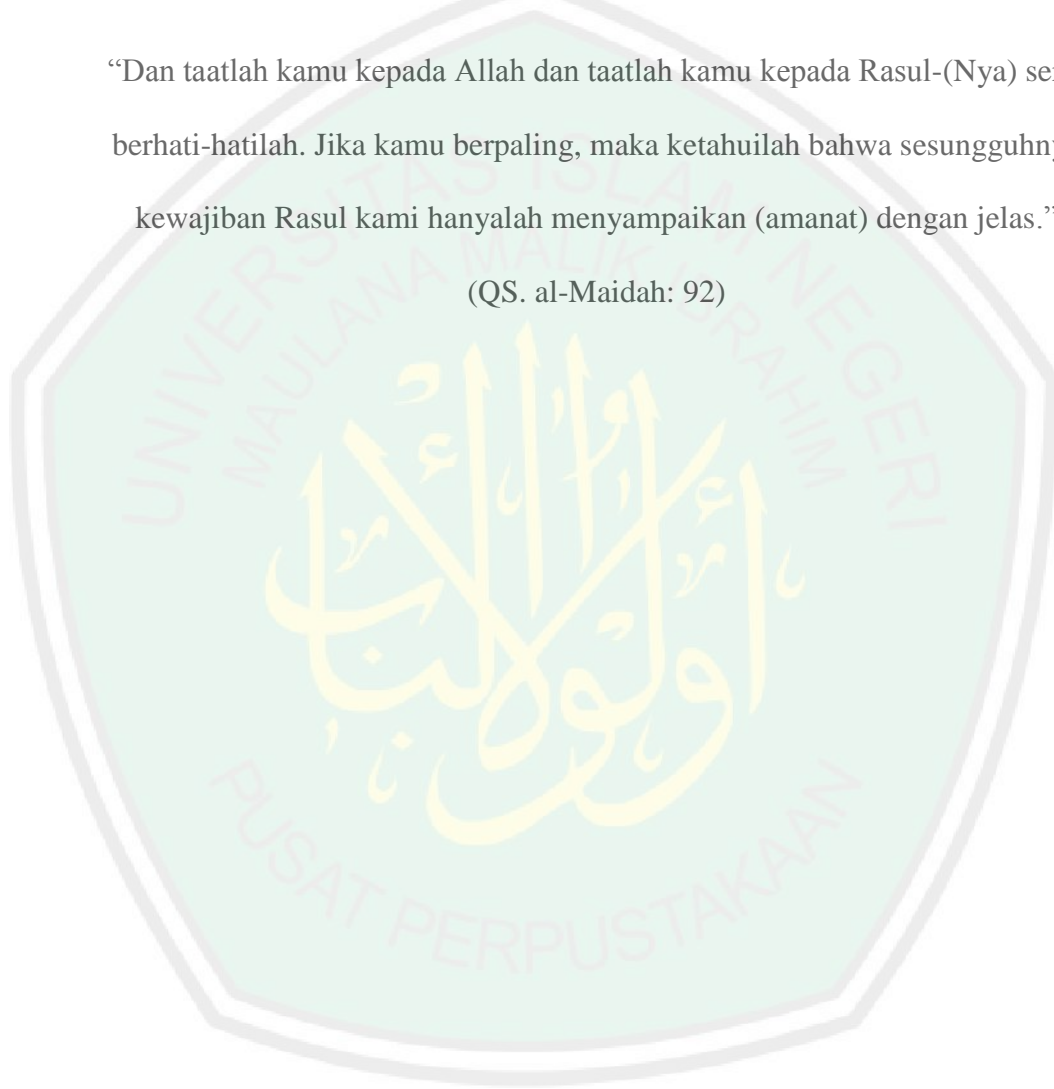 “Dan taatlah kamu kepada Allah dan taatlah kamu kepada Rasul-(Nya)
berhati-hatilah. Jika kamu berpaling, maka ketahuilah bahwa
kewajiban Rasul kami hanyalah menyampaikan (amanat) dengan jelas.”
(QS. al-Maidah: 92)
UNIVERSITAS ISLAM NEGERI
MAULANA MALIK IBRAHIM
أولوا الألباب
PUSAT PERPUSTAKAAN